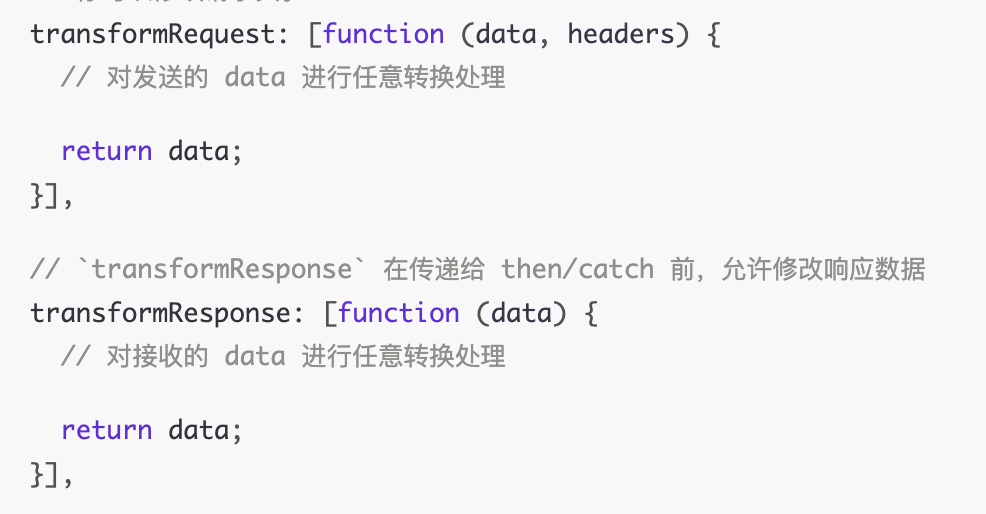 transformRequest: [function (data, headers) {
// 对发送的 data 进行任意转换处理
return data;
}],
// `transformResponse` 在传递给 then/catch 前，允许修改响应数据
transformResponse: [function (data) {
// 对接收的 data 进行任意转换处理
return data;
}],